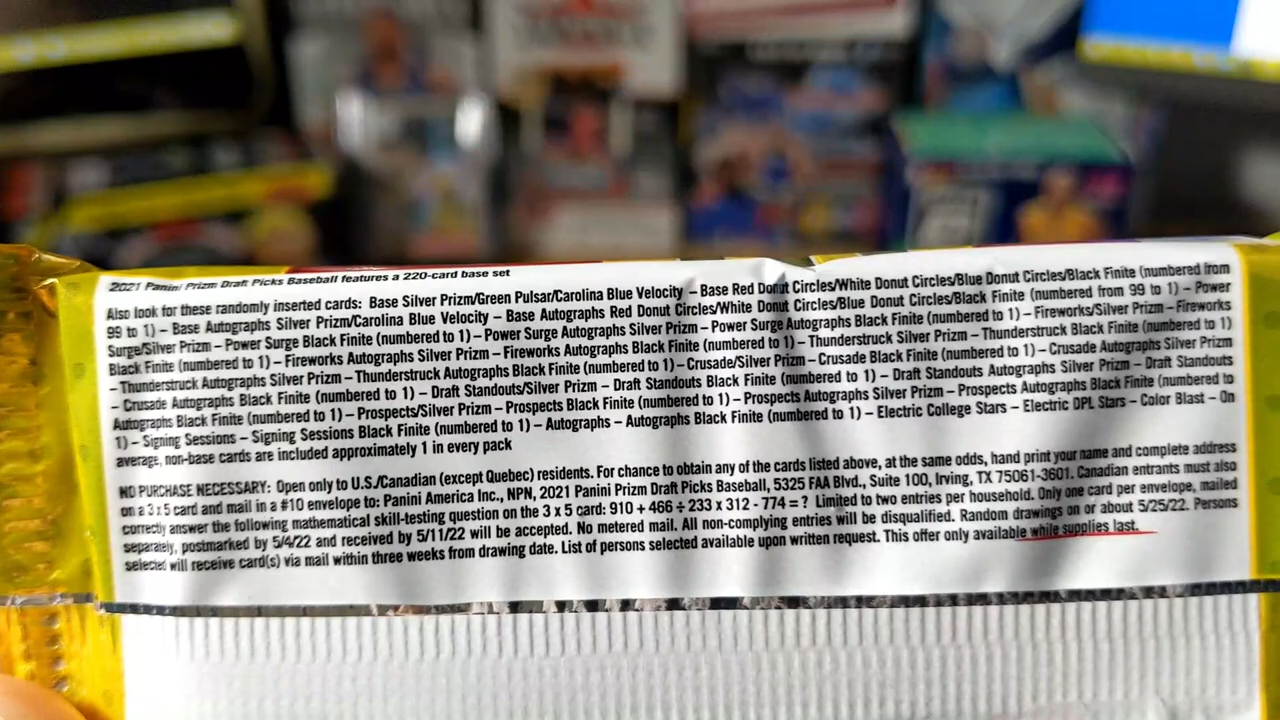 2021 Panini Prizm Draft Picks Baseball features a 220-card base set
Also look for these randomly inserted cards: Base Silver Prizm/Green Pulsar/Carolina Blue Velocity – Base Red Donut Circles/White Donut Circles/Blue Donut Circles/Black Finite (numbered from
99 to 1) – Base Autographs Silver Prizm/Carolina Blue Velocity – Base Autographs Red Donut Circles/White Donut Circles/Blue Donut Circles/Black Finite (numbered from 99 to 1) – Power
Surge/Silver Prizm – Power Surge Black Finite (numbered to 1) – Power Surge Autographs Silver Prizm – Power Surge Autographs Black Finite (numbered to 1) – Fireworks/Silver Prizm – Fireworks
Black Finite (numbered to 1) – Fireworks Autographs Silver Prizm – Fireworks Autographs Black Finite (numbered to 1) – Thunderstruck Silver Prizm – Thunderstruck Black Finite (numbered to 1)
– Thunderstruck Autographs Silver Prizm – Thunderstruck Autographs Black Finite (numbered to 1) – Crusade/Silver Prizm – Crusade Black Finite (numbered to 1) – Crusade Autographs Silver Prizm
– Crusade Autographs Black Finite (numbered to 1) – Draft Standouts/Silver Prizm – Draft Standouts Black Finite (numbered to 1) – Draft Standouts Autographs Silver Prizm – Draft Standouts
Autographs Black Finite (numbered to 1) – Prospects/Silver Prizm – Prospects Black Finite (numbered to 1) – Prospects Autographs Silver Prizm – Prospects Autographs Black Finite (numbered to
1) – Signing Sessions – Signing Sessions Black Finite (numbered to 1) – Autographs – Autographs Black Finite (numbered to 1) – Electric College Stars – Electric DPL Stars – Color Blast – On
average, non-base cards are included approximately 1 in every pack
NO PURCHASE NECESSARY: Open only to U.S./Canadian (except Quebec) residents. For chance to obtain any of the cards listed above, at the same odds, hand print your name and complete address
on a 3 x 5 card and mail in a #10 envelope to: Panini America Inc., NPN, 2021 Panini Prizm Draft Picks Baseball, 5325 FAA Blvd., Suite 100, Irving, TX 75061-3601. Canadian entrants must also
correctly answer the following mathematical skill-testing question on the 3 x 5 card: 910 + 466 ÷ 233 x 312 - 774 = ? Limited to two entries per household. Only one card per envelope, mailed
separately, postmarked by 5/4/22 and received by 5/11/22 will be accepted. No metered mail. All non-complying entries will be disqualified. Random drawings on or about 5/25/22. Persons
selected will receive card(s) via mail within three weeks from drawing date. List of persons selected available upon written request. This offer only available while supplies last.